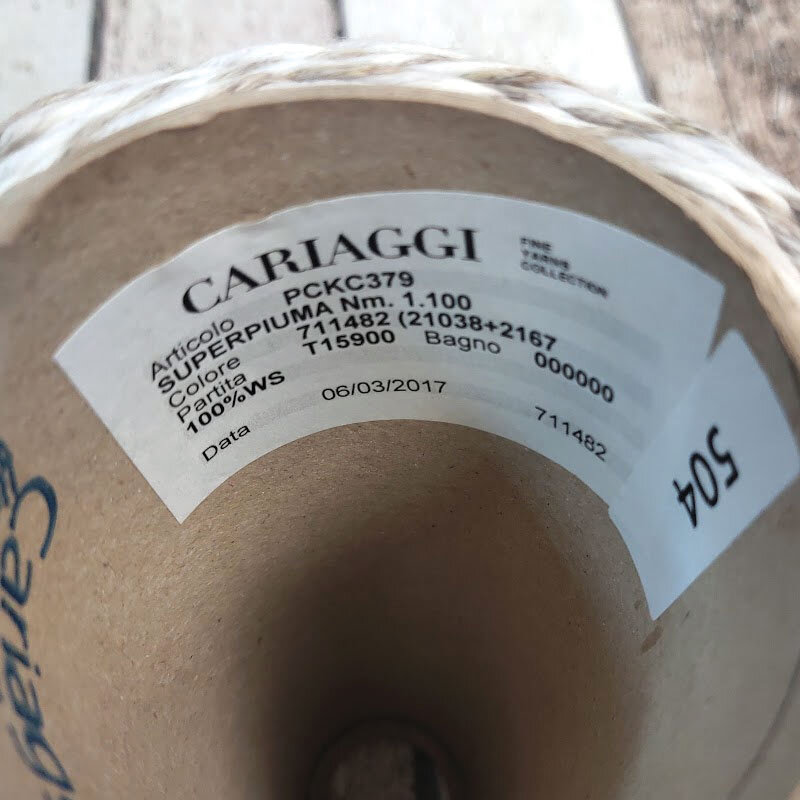 CARIAGGI
FINE
YARNS
COLLECTION
Articolo PCKC379
SUPERPIUMA Nm. 1.100
Colore 711482 (21038+2167
Partita T15900 Bagno 000000
100%WS
Data 06/03/2017 711482
504
Cariag